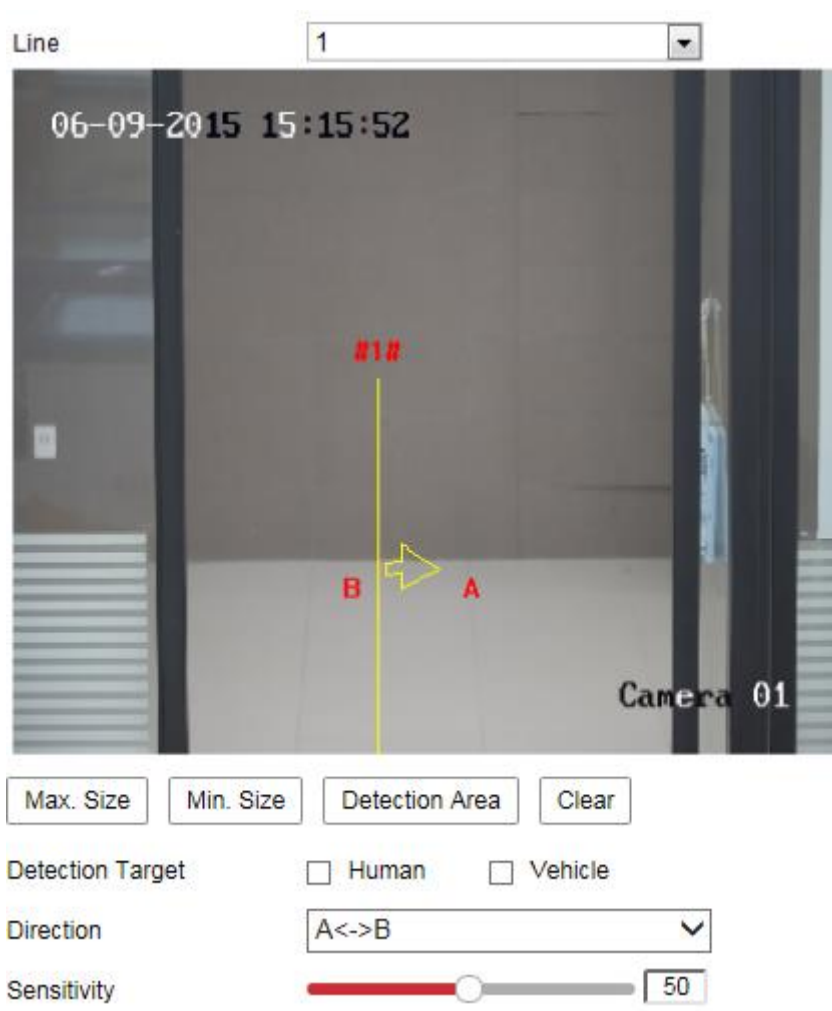 Line 1
06-09-2015 15:15:52
#1#
B A
Camera 01
Max. Size Min. Size Detection Area Clear
Detection Target Human Vehicle
Direction A<->B
Sensitivity 50